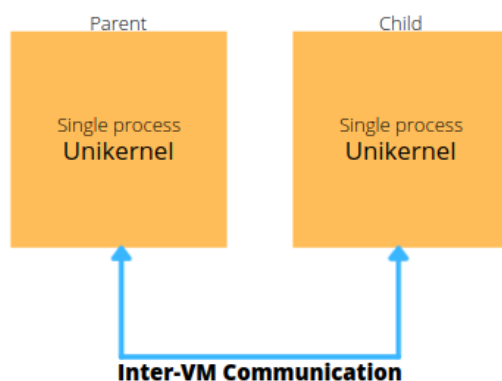 Parent
Single process
Unikernel
Child
Single process
Unikernel
Inter-VM Communication